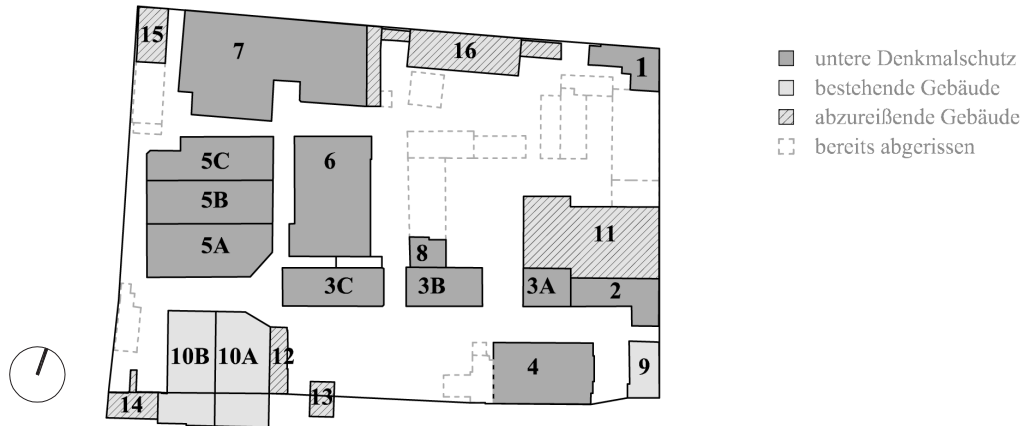 15
7
16
1
untere Denkmalschutz
bestehende Gebäude
abzureißende Gebäude
bereits abgerissen
5C
6
5B
5A
11
8
3C
3B
3A
2
10B
10A
12
4
9
13
14